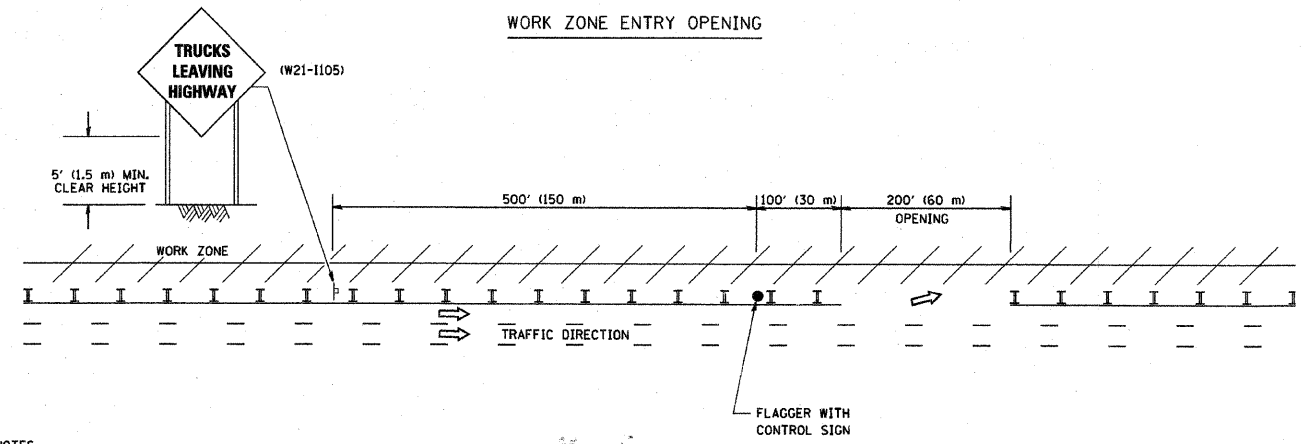 WORK ZONE ENTRY OPENING
TRUCKS
LEAVING
HIGHWAY
(W21-I105)
5' (1.5 m) MIN.
CLEAR HEIGHT
500' (150 m)
100' (30 m)
200' (60 m)
OPENING
WORK ZONE
TRAFFIC DIRECTION
FLAGGER WITH
CONTROL SIGN
NOTES